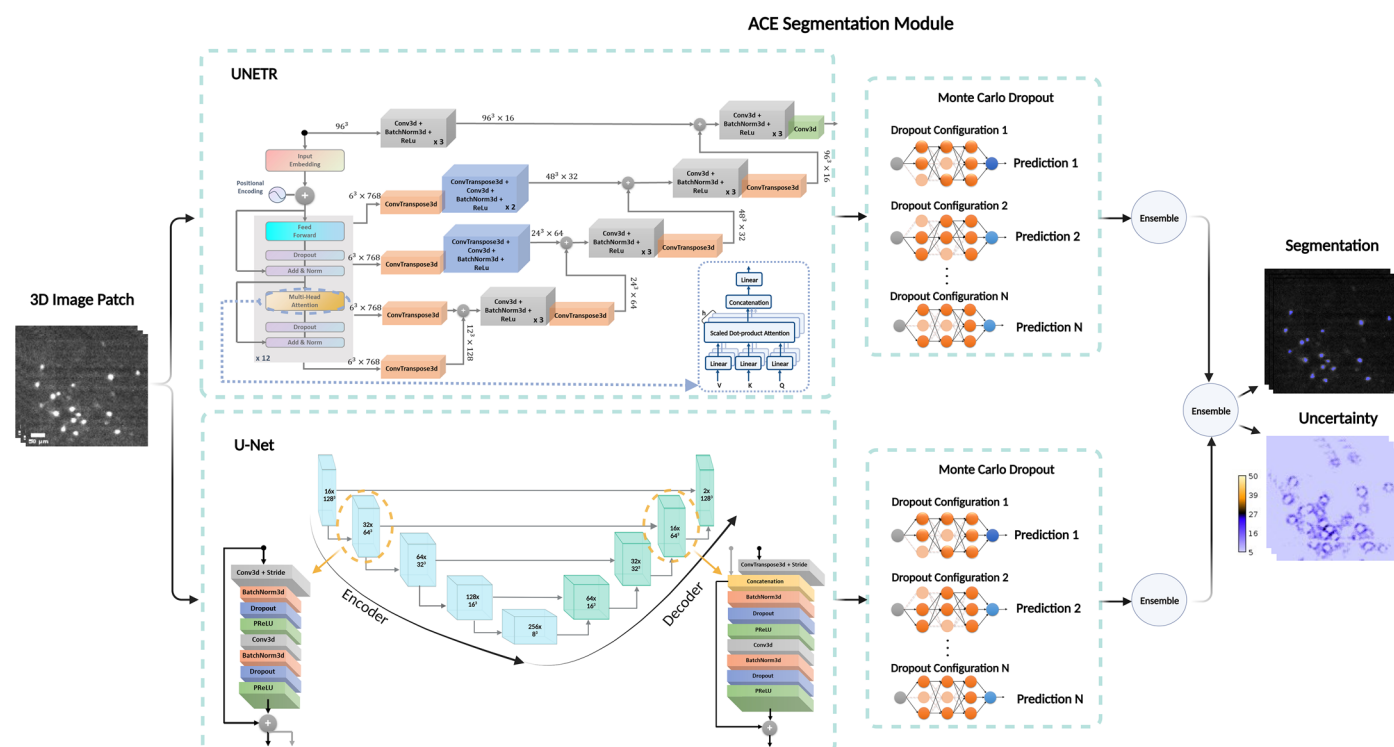 ACE Segmentation Module
UNETR
96³
Conv3d +
BatchNorm3d +
ReLu
x 3
96³ × 16
Conv3d +
BatchNorm3d +
ReLu
x 3
Conv3d
96³ × 16
Input
Embedding
Positional
Encoding
+
Feed
Forward
Dropout
Add & Norm
Multi-Head
Attention
Dropout
Add & Norm
x 12
6³ × 768
ConvTranspose3d
ConvTranspose3d +
Conv3d +
BatchNorm3d +
ReLu
x 2
48³ × 32
Conv3d +
BatchNorm3d +
ReLu
x 3
ConvTranspose3d
48³ × 32
6³ × 768
ConvTranspose3d
ConvTranspose3d +
Conv3d +
BatchNorm3d +
ReLu
24³ × 64
Conv3d +
BatchNorm3d +
ReLu
x 3
ConvTranspose3d
24³ × 64
6³ × 768
ConvTranspose3d
Conv3d +
BatchNorm3d +
ReLu
x 3
ConvTranspose3d
12³ × 128
6³ × 768
ConvTranspose3d
Linear
Concatenation
h
Scaled Dot-product Attention
Linear
Linear
Linear
V
K
Q
Monte Carlo Dropout
Dropout Configuration 1
Prediction 1
Dropout Configuration 2
Prediction 2
Dropout Configuration N
Prediction N
Ensemble
3D Image Patch
50 µm
U-Net
16x
128³
32x
64³
64x
32³
128x
16³
256x
8³
64x
16³
32x
32³
16x
64³
2x
128³
Encoder
Decoder
Conv3d + Stride
BatchNorm3d
Dropout
PReLU
Conv3d
BatchNorm3d
Dropout
PReLU
+
ConvTranspose3d + Stride
Concatenation
BatchNorm3d
Dropout
PReLU
Conv3d
BatchNorm3d
Dropout
PReLU
+
Monte Carlo Dropout
Dropout Configuration 1
Prediction 1
Dropout Configuration 2
Prediction 2
Dropout Configuration N
Prediction N
Ensemble
Ensemble
Segmentation
Uncertainty
50
39
27
16
5